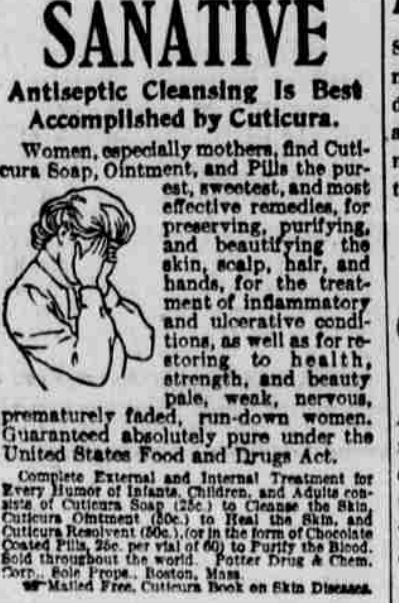 SANATIVE
Antiseptic Cleansing Is Best
Accomplished by Cuticura.
Women, especially mothers, find Cuti-
cura Soap, Ointment, and Pills the pur-
est, sweetest, and most
effective remedies, for
preserving, purifying,
and beautifying the
skin, scalp, hair, and
hands, for the treat-
ment of inflammatory
and ulcerative condi-
tions, as well as for re-
storing to health,
strength, and beauty
pale, weak, nervous,
prematurely faded, run-down women.
Guaranteed absolutely pure under the
United States Food and Drugs Act.
Complete External and Internal Treatment for
Every Humor of Infants, Children, and Adults con-
sists of Cuticura Soap (25c.) to Cleanse the Skin,
Cuticura Ointment (50c.) to Heal the Skin, and
Cuticura Resolvent (50c.), (or in the form of Chocolate
Coated Pills, 25c. per vial of 60) to Purify the Blood.
Sold throughout the world. Potter Drug & Chem.
Corp., Sole Props., Boston, Mass.
Mailed Free, Cuticura Book on Skin Diseases.